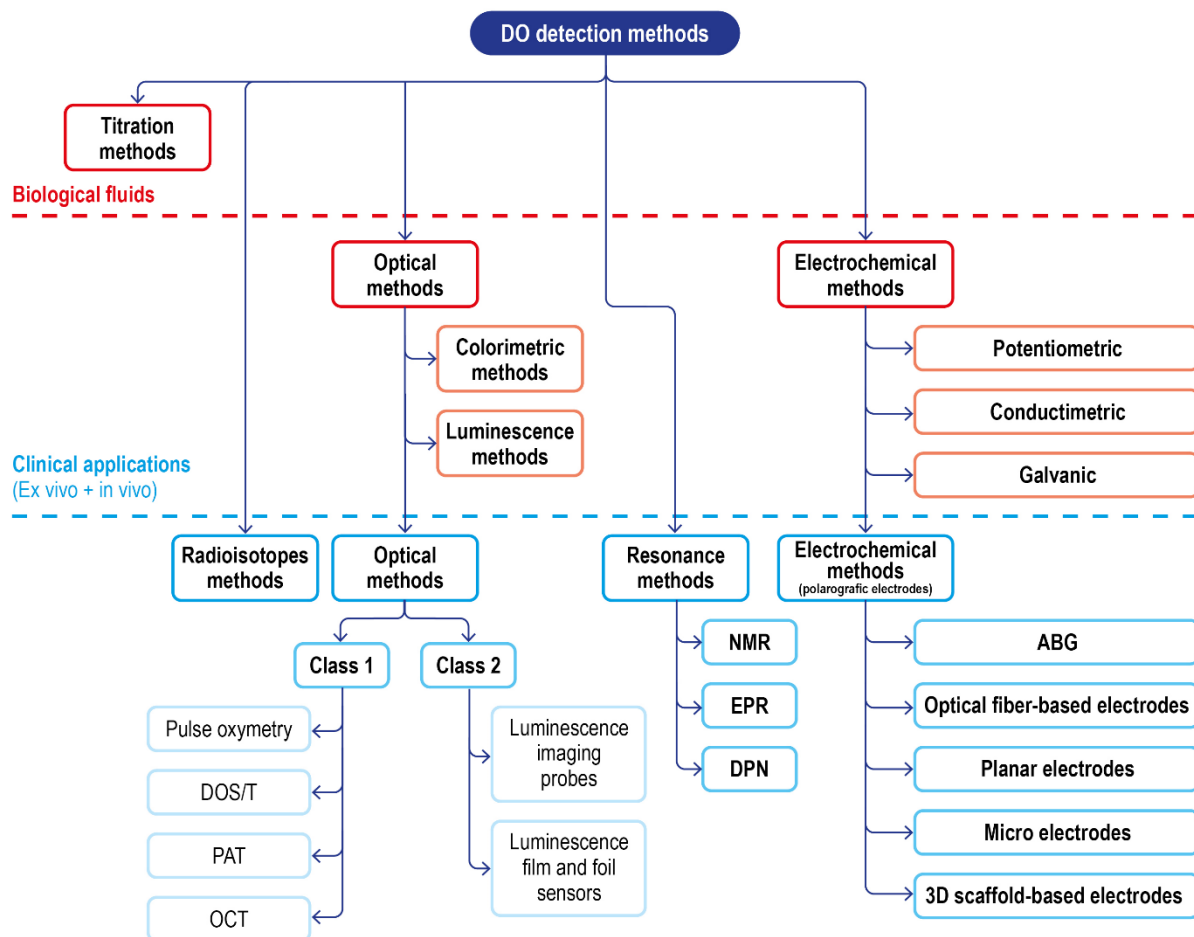 DO detection methods
Titration
methods
Biological fluids
Optical
methods
Electrochemical
methods
Colorimetric
methods
Luminescence
methods
Potentiometric
Conductimetric
Galvanic
Clinical applications
(Ex vivo + in vivo)
Radioisotopes
methods
Optical
methods
Resonance
methods
Electrochemical
methods
(polarografic electrodes)
Class 1
Class 2
Pulse oxymetry
DOS/T
PAT
OCT
Luminescence
imaging
probes
Luminescence
film and foil
sensors
NMR
EPR
DPN
ABG
Optical fiber-based electrodes
Planar electrodes
Micro electrodes
3D scaffold-based electrodes